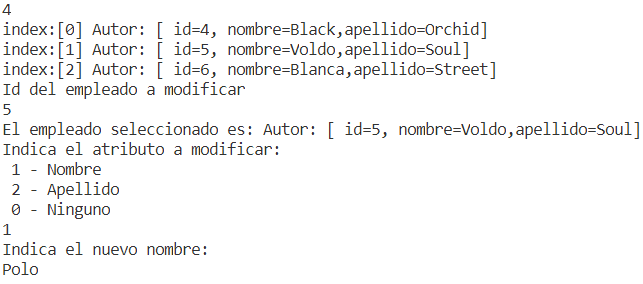 4
index:[0] Autor: [ id=4, nombre=Black,apellido=Orchid]
index:[1] Autor: [ id=5, nombre=Voldo,apellido=Soul]
index:[2] Autor: [ id=6, nombre=Blanca,apellido=Street]
Id del empleado a modificar
5
El empleado seleccionado es: Autor: [ id=5, nombre=Voldo,apellido=Soul]
Indica el atributo a modificar:
 1 - Nombre
 2 - Apellido
 0 - Ninguno
1
Indica el nuevo nombre:
Polo